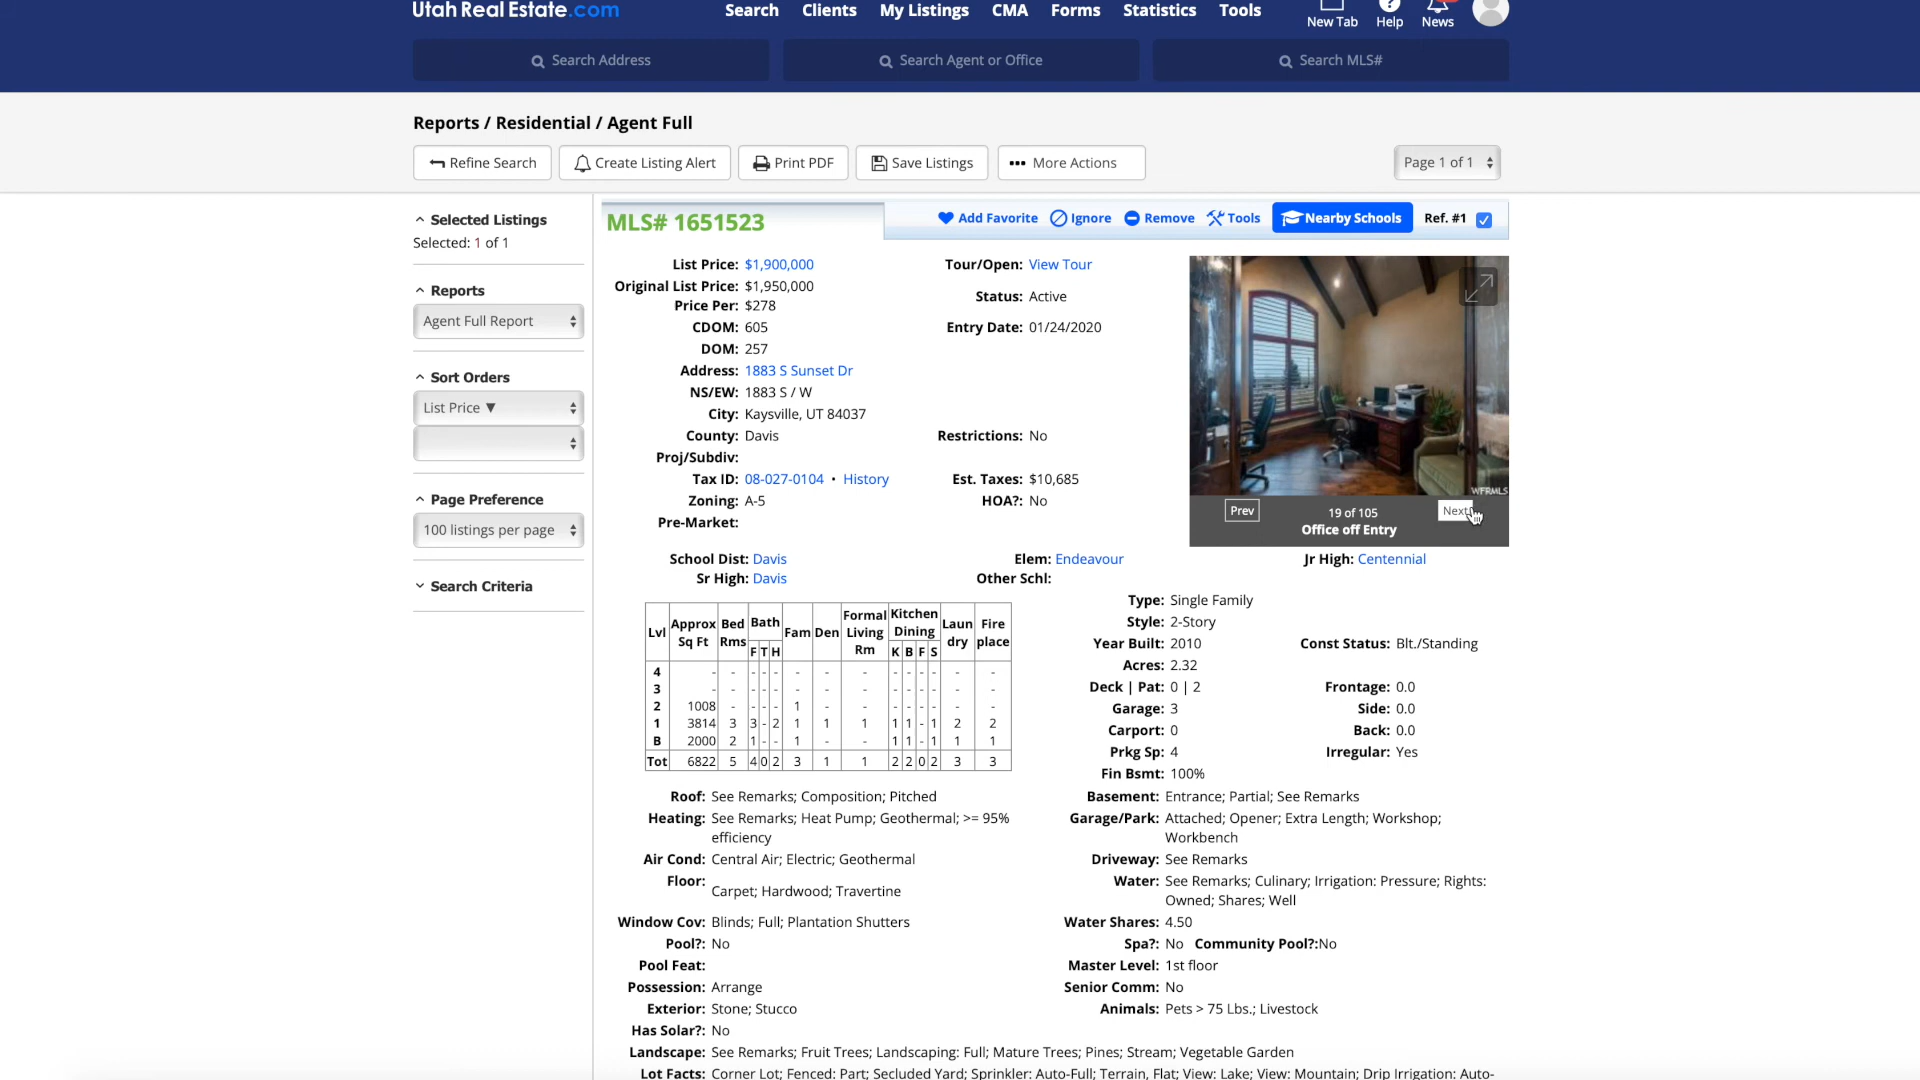 Utah Real Estate.com
Search Clients My Listings CMA Forms Statistics Tools
New Tab Help News
Search Address Search Agent or Office Search MLS#
Reports / Residential / Agent Full
Refine Search Create Listing Alert Print PDF Save Listings More Actions Page 1 of 1
Selected Listings
Selected: 1 of 1
Reports
Agent Full Report
Sort Orders
List Price ▼
Page Preference
100 listings per page
Search Criteria
MLS# 1651523
Add Favorite Ignore Remove Tools Nearby Schools Ref. #1
List Price: $1,900,000
Original List Price: $1,950,000
Price Per: $278
CDOM: 605
DOM: 257
Address: 1883 S Sunset Dr
NS/EW: 1883 S / W
City: Kaysville, UT 84037
County: Davis
Proj/Subdiv:
Tax ID: 08-027-0104 • History
Zoning: A-5
Pre-Market:
Tour/Open: View Tour
Status: Active
Entry Date: 01/24/2020
Restrictions: No
Est. Taxes: $10,685
HOA?: No
WFRMLS
Prev 19 of 105 Next
Office off Entry
School Dist: Davis Elem: Endeavour Jr High: Centennial
Sr High: Davis Other Schl:
Lvl Approx Sq Ft Bed Rms Bath F T H Fam Den Formal Living Rm Kitchen Dining K B F S Laun dry Fire place
4 - - - - - - - - - - - - - -
3 - - - - - - - - - - - - - -
2 1008 - - - - 1 - - - - - - - -
1 3814 3 3 - 2 1 1 1 1 1 - 1 2 2
B 2000 2 1 - - 1 - - 1 1 - 1 1 1
Tot 6822 5 4 0 2 3 1 1 2 2 0 2 3 3
Type: Single Family
Style: 2-Story
Year Built: 2010 Const Status: Blt./Standing
Acres: 2.32
Deck | Pat: 0 | 2 Frontage: 0.0
Garage: 3 Side: 0.0
Carport: 0 Back: 0.0
Prkg Sp: 4 Irregular: Yes
Fin Bsmt: 100%
Roof: See Remarks; Composition; Pitched
Heating: See Remarks; Heat Pump; Geothermal; >= 95%
efficiency
Air Cond: Central Air; Electric; Geothermal
Floor: Carpet; Hardwood; Travertine
Window Cov: Blinds; Full; Plantation Shutters
Pool?: No
Pool Feat:
Possession: Arrange
Exterior: Stone; Stucco
Has Solar?: No
Basement: Entrance; Partial; See Remarks
Garage/Park: Attached; Opener; Extra Length; Workshop;
Workbench
Driveway: See Remarks
Water: See Remarks; Culinary; Irrigation: Pressure; Rights:
Owned; Shares; Well
Water Shares: 4.50
Spa?: No Community Pool?:No
Master Level: 1st floor
Senior Comm: No
Animals: Pets > 75 Lbs.; Livestock
Landscape: See Remarks; Fruit Trees; Landscaping: Full; Mature Trees; Pines; Stream; Vegetable Garden
Lot Facts: Corner Lot; Fenced: Part; Secluded Yard; Sprinkler: Auto-Full; Terrain, Flat; View: Lake; View: Mountain; Drip Irrigation: Auto-